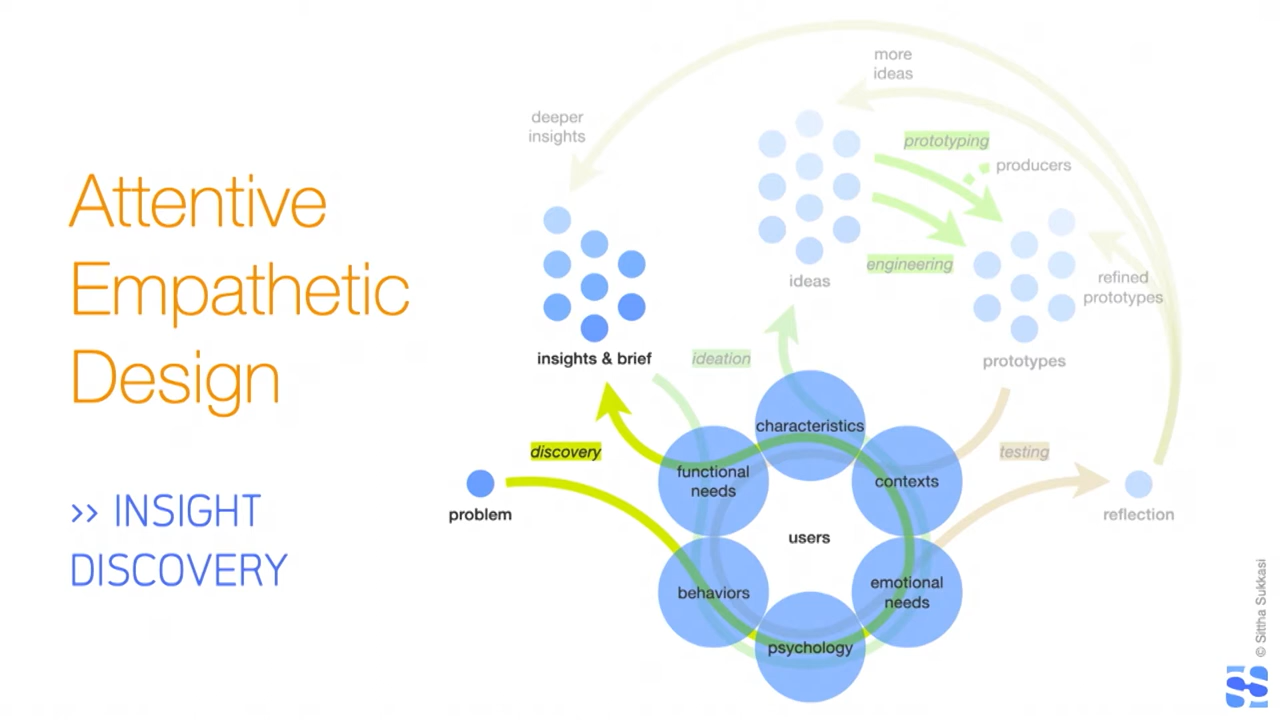 Attentive
Empathetic
Design
>> INSIGHT
DISCOVERY
more
ideas
deeper
insights
prototyping
producers
engineering
ideas
refined
prototypes
insights & brief
ideation
prototypes
characteristics
discovery
testing
functional
needs
contexts
problem
reflection
users
behaviors
emotional
needs
psychology
© Sittha Sukkasi